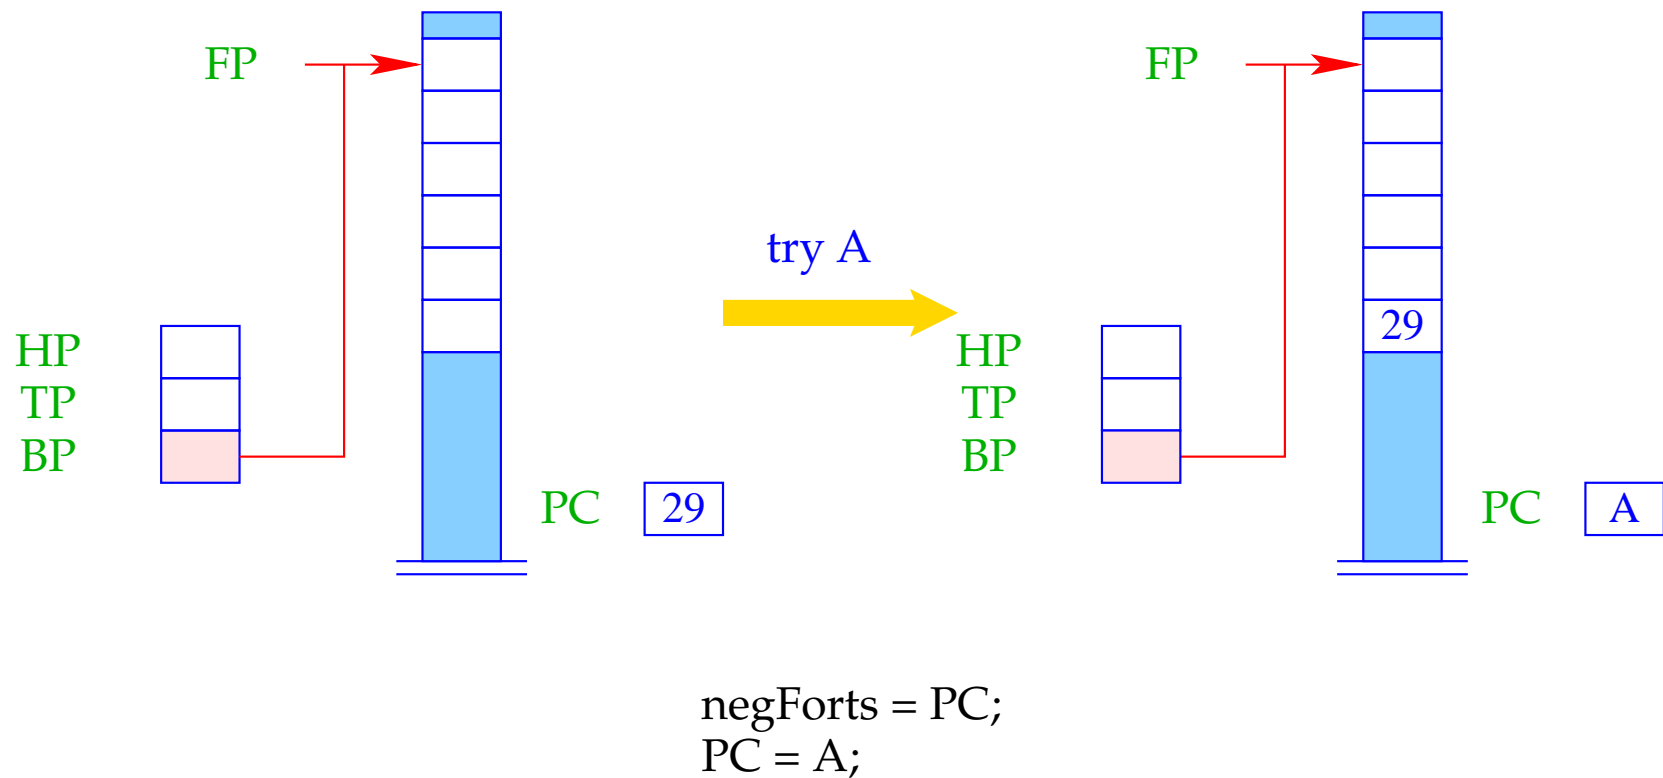 FP
FP
try A
29
HP
HP
TP
TP
BP
BP
PC 29
PC A
negForts = PC;
PC = A;